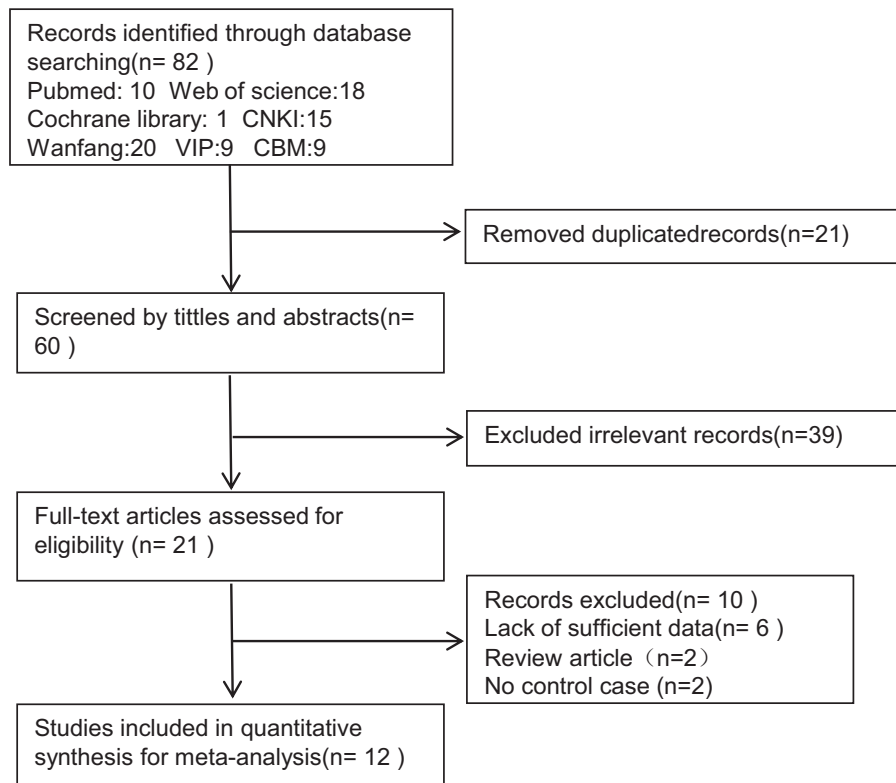 Records identified through database
searching(n= 82 )
Pubmed: 10 Web of science:18
Cochrane library: 1 CNKI:15
Wanfang:20 VIP:9 CBM:9
Removed duplicatedrecords(n=21)
Screened by tittles and abstracts(n=
60 )
Excluded irrelevant records(n=39)
Full-text articles assessed for
eligibility (n= 21 )
Records excluded(n= 10 )
Lack of sufficient data(n= 6 )
Review article（n=2）
No control case (n=2)
Studies included in quantitative
synthesis for meta-analysis(n= 12 )